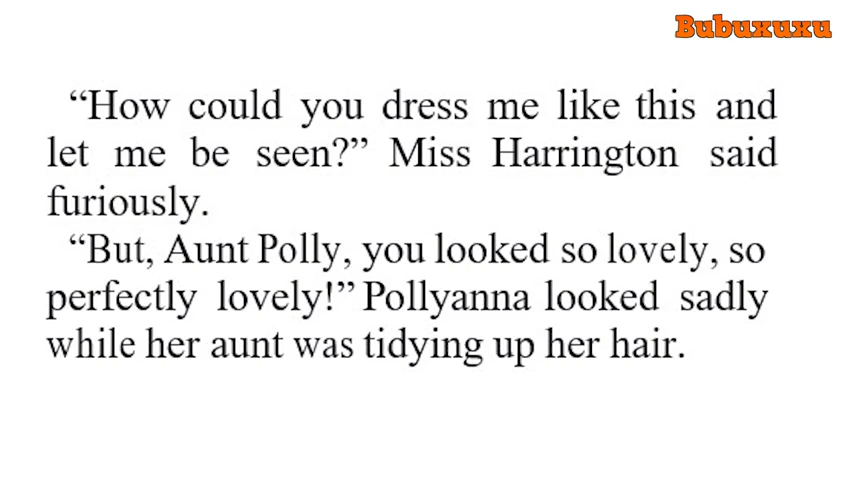 Bubuxuxu
“How could you dress me like this and
let me be seen?” Miss Harrington said
furiously.
“But, Aunt Polly, you looked so lovely, so
perfectly lovely!” Pollyanna looked sadly
while her aunt was tidying up her hair.